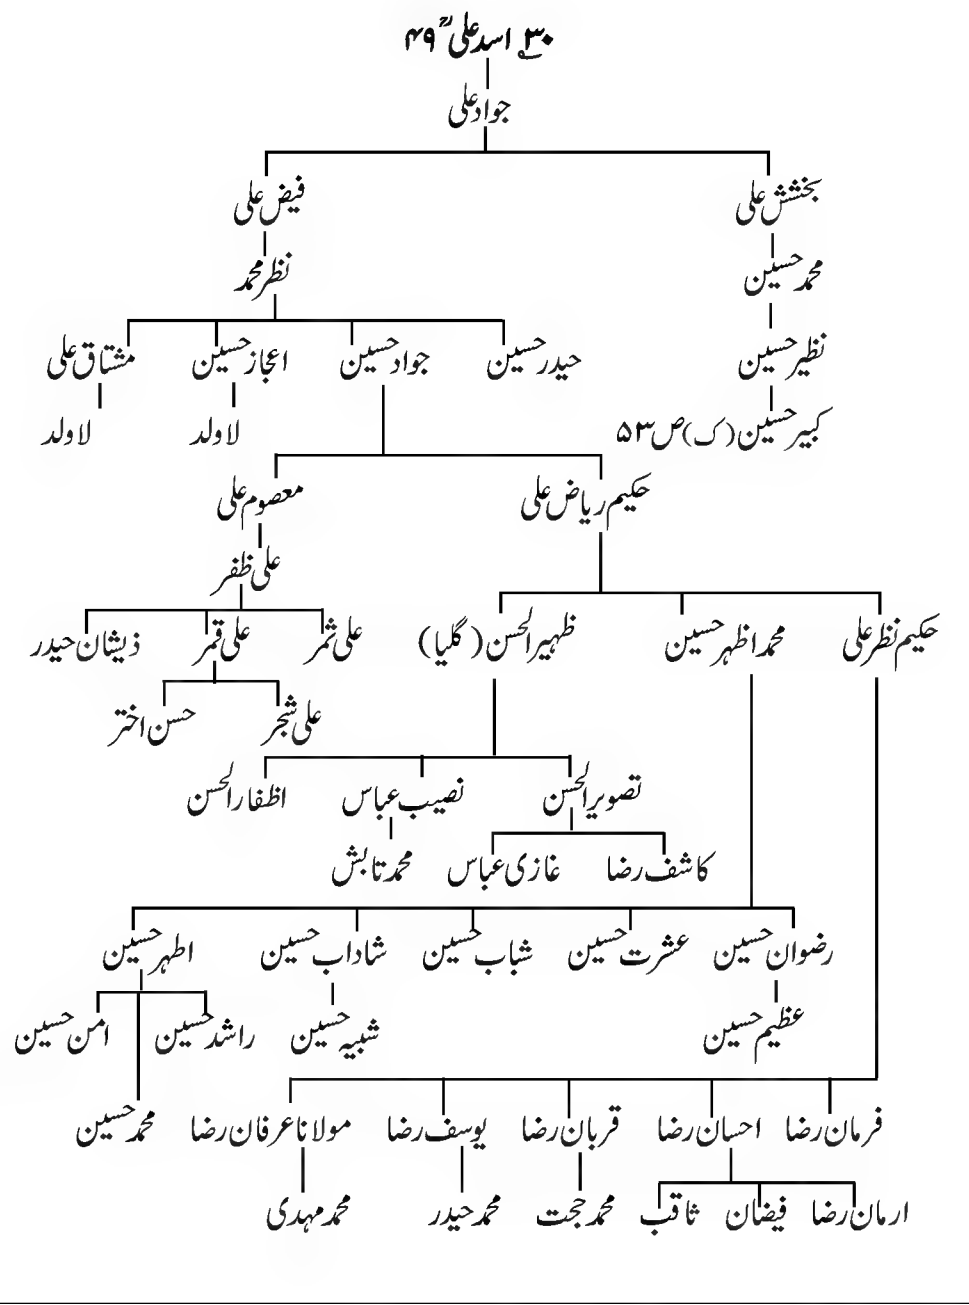 ۳۰؎ اسد علیؒ ۴۹
جواد علی
بخشش علی فیض علی
محمد حسین نظر محمد
نظیر حسین حیدر حسین جواد حسین اعجاز حسین مشتاق علی
کبیر حسین (ک) ص ۵۳ لاولد لاولد
حکیم ریاض علی معصوم علی
علی ظفر
حکیم نظر علی محمد اظہر حسین ظہیر الحسن (گلیا) علی ثمر علی قمر ذیشان حیدر
علی شجر حسن اختر
تصویر الحسن نصیب عباس اظفار الحسن
کاشف رضا غازی عباس محمد تابش
رضوان حسین عشرت حسین شباب حسین شاداب حسین اطہر حسین
عظیم حسین شبیہ حسین راشد حسین امن حسین
فرمان رضا احسان رضا قربان رضا یوسف رضا مولانا عرفان رضا محمد حسین
ارمان رضا فیضان ثاقب محمد حجت محمد حیدر محمد مہدی